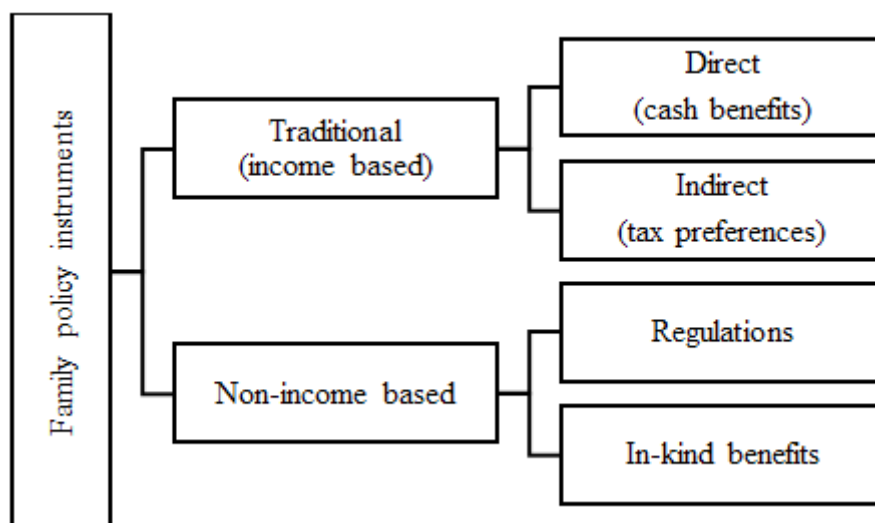 Family policy instruments
Traditional
(income based)
Direct
(cash benefits)
Indirect
(tax preferences)
Non-income based
Regulations
In-kind benefits